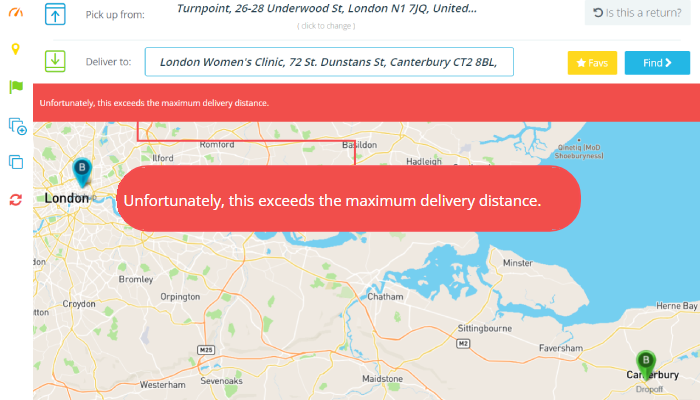 Pick up from:
Turnpoint, 26-28 Underwood St, London N1 7JQ, United...
( click to change )
Is this a return?
Deliver to:
London Women's Clinic, 72 St. Dunstans St, Canterbury CT2 8BL,
Favs
Find
Unfortunately, this exceeds the maximum delivery distance.
Romford
Basildon
Ilford
Hadleigh
Qinetiq (MoD
Shoeburyness)
B
London
Unfortunately, this exceeds the maximum delivery distance.
Minster
Bromley
Orpington
Chatham
Croydon
Herne Bay
Sittingbourne
M25
M2
Faversham
B
Canterbury
Sevenoaks
Maidstone
Westerham
Dropoff